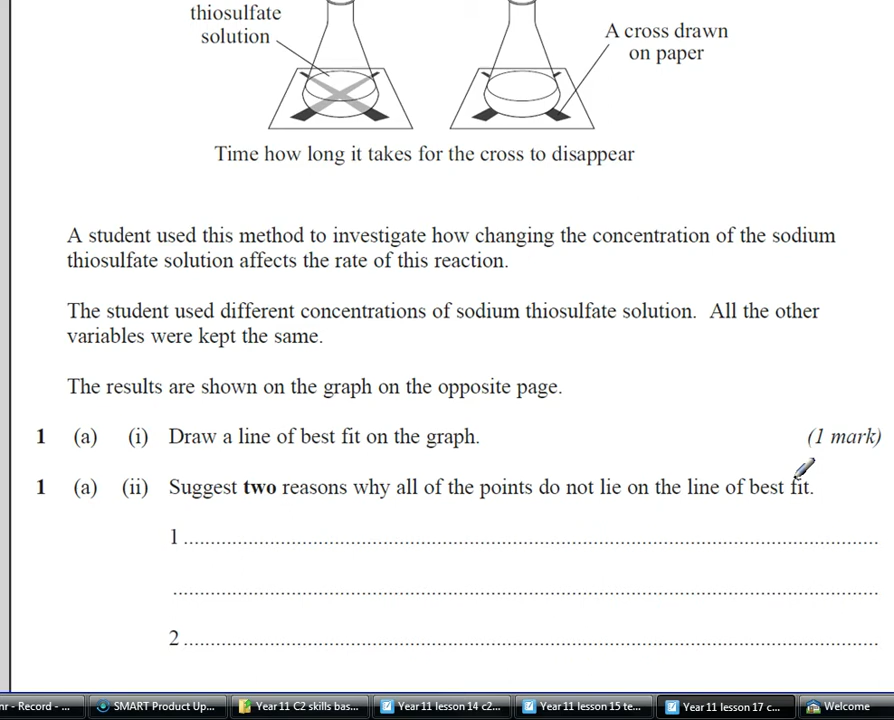 thiosulfate
solution
A cross drawn
on paper
Time how long it takes for the cross to disappear
A student used this method to investigate how changing the concentration of the sodium
thiosulfate solution affects the rate of this reaction.
The student used different concentrations of sodium thiosulfate solution. All the other
variables were kept the same.
The results are shown on the graph on the opposite page.
1 (a) (i) Draw a line of best fit on the graph. (1 mark)
1 (a) (ii) Suggest two reasons why all of the points do not lie on the line of best fit.
1 ........................................................................
........................................................................
2 ........................................................................
nr - Record - ... SMART Product Up... Year 11 C2 skills bas... Year 11 lesson 14 c2... Year 11 lesson 15 te... Year 11 lesson 17 c... Welcome